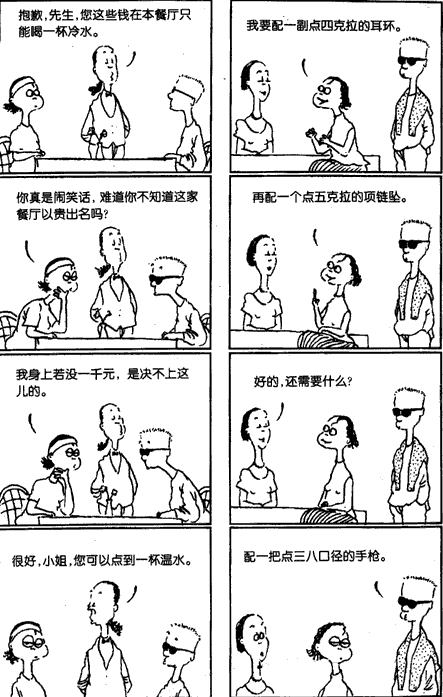 抱歉,先生,您这些钱在本餐厅只
能喝一杯冷水。
你真是闹笑话,难道你不知道这家
餐厅以贵出名吗?
我身上若没一千元,是决不上这
儿的。
很好,小姐,您可以点到一杯温水。
我要配一副点四克拉的耳环。
再配一个点五克拉的项链坠。
好的,还需要什么?
配一把点三八口径的手枪。